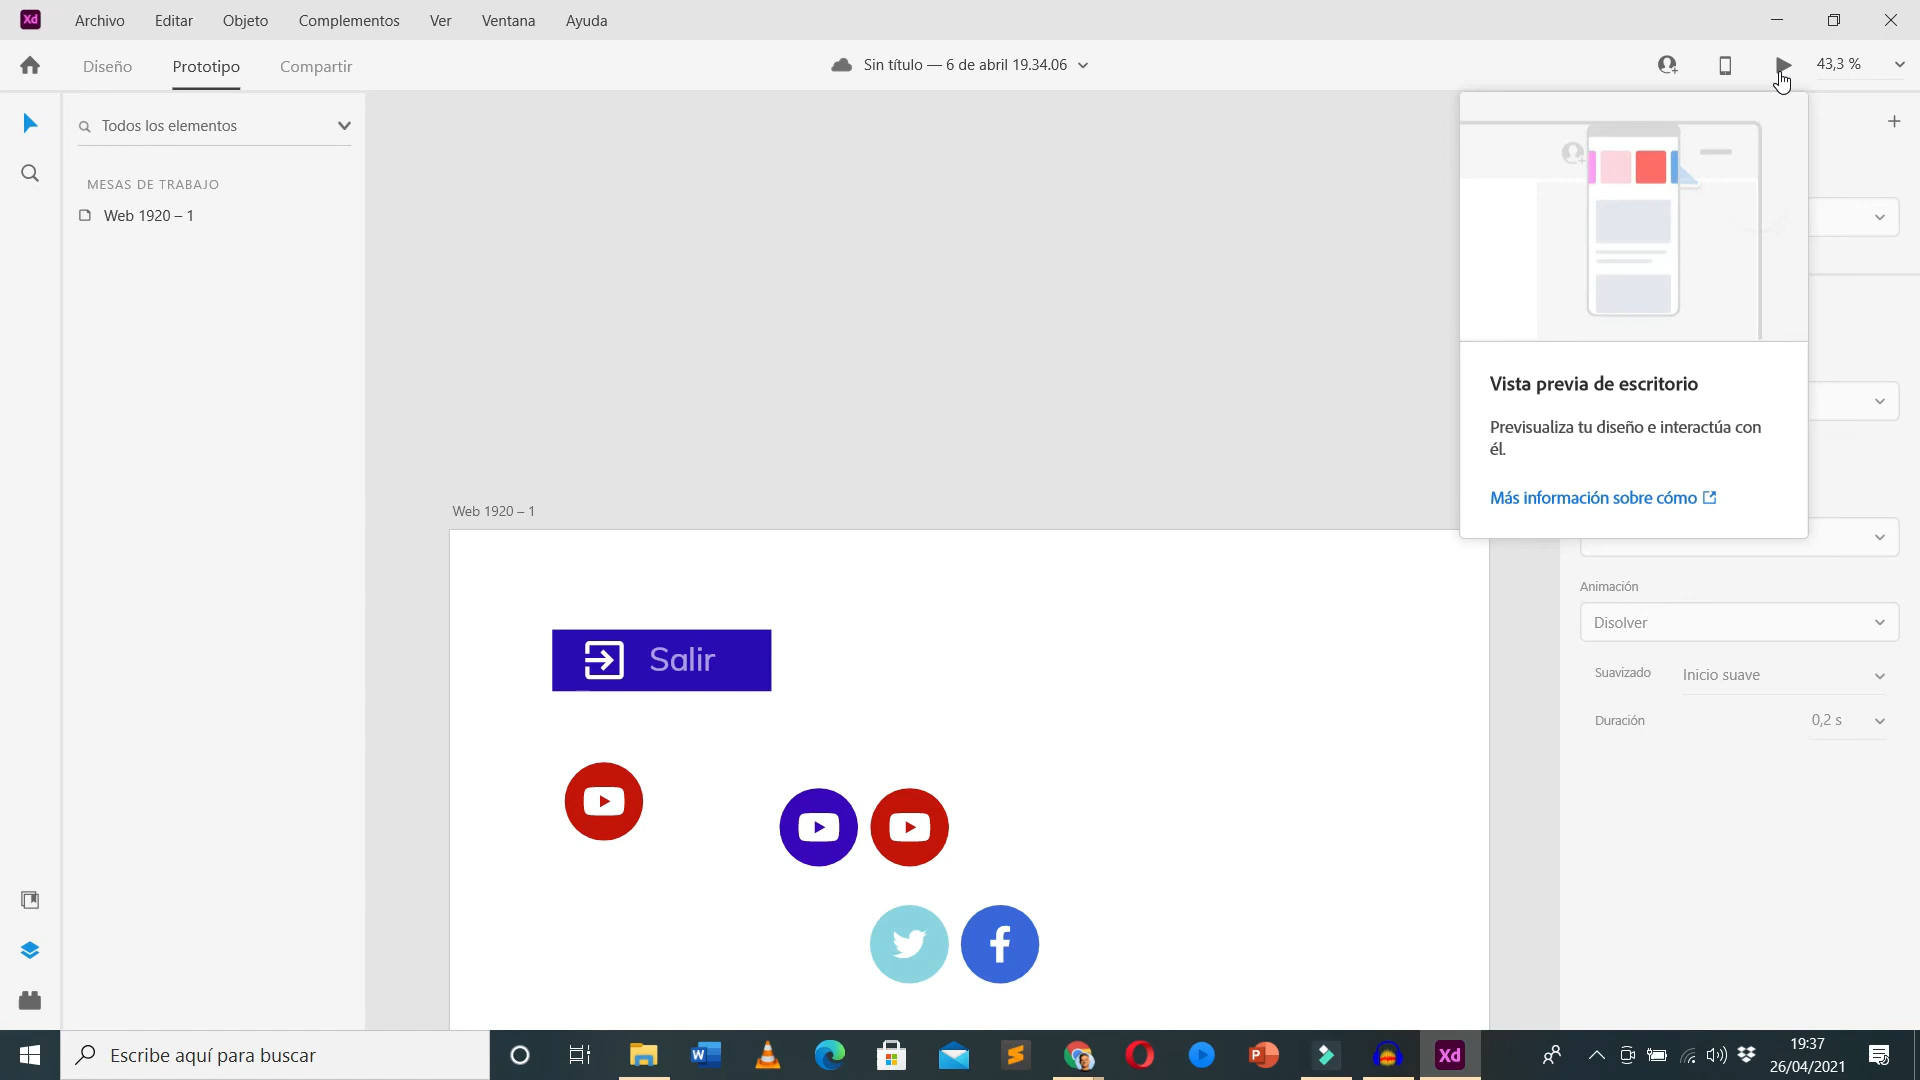 Xd Archivo Editar Objeto Complementos Ver Ventana Ayuda
Diseño Protipo Compartir
Sin título — 6 de abril 19.34.06
43,3 %
Todos los elementos
MESAS DE TRABAJO
Web 1920 – 1
Vista previa de escritorio
Previsualiza tu diseño e interactúa con
él.
Más información sobre cómo
Web 1920 – 1
Salir
Animación
Disolver
Suavizado Inicio suave
Duración 0,2 s
Escribe aquí para buscar
Xd
19:37
26/04/2021